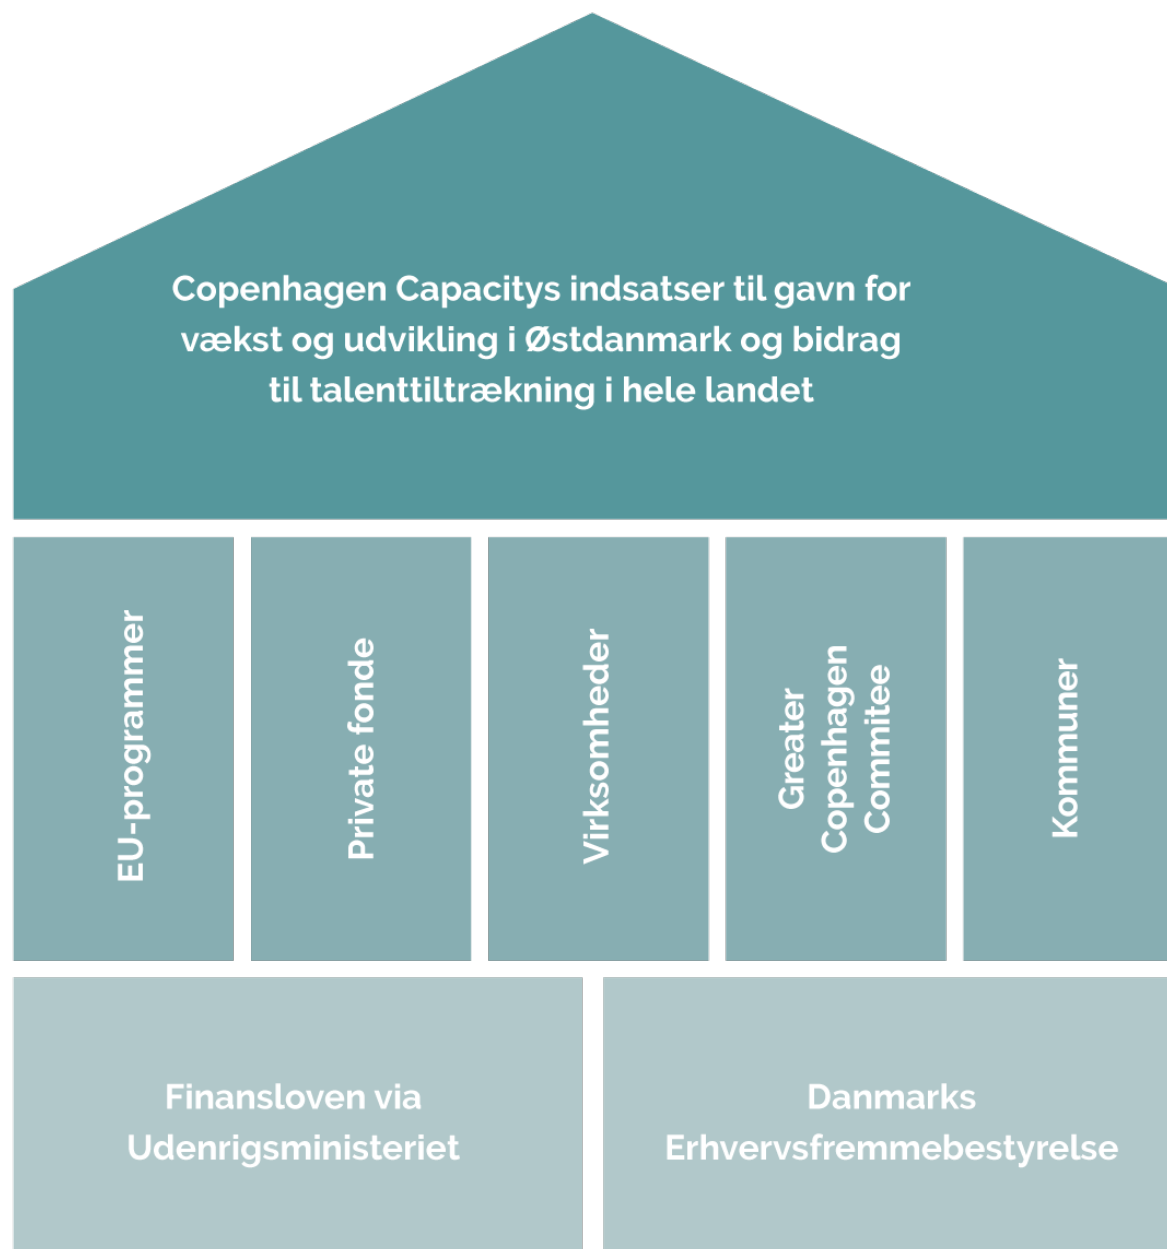 Copenhagen Capacitys indsatser til gavn for
vækst og udvikling i Østdanmark og bidrag
til talenttiltrækning i hele landet
EU-programmer
Private fonde
Virksomheder
Greater
Copenhagen
Commitee
Kommuner
Finansloven via
Udenrigsministeriet
Danmarks
Erhvervsfremmebestyrelse